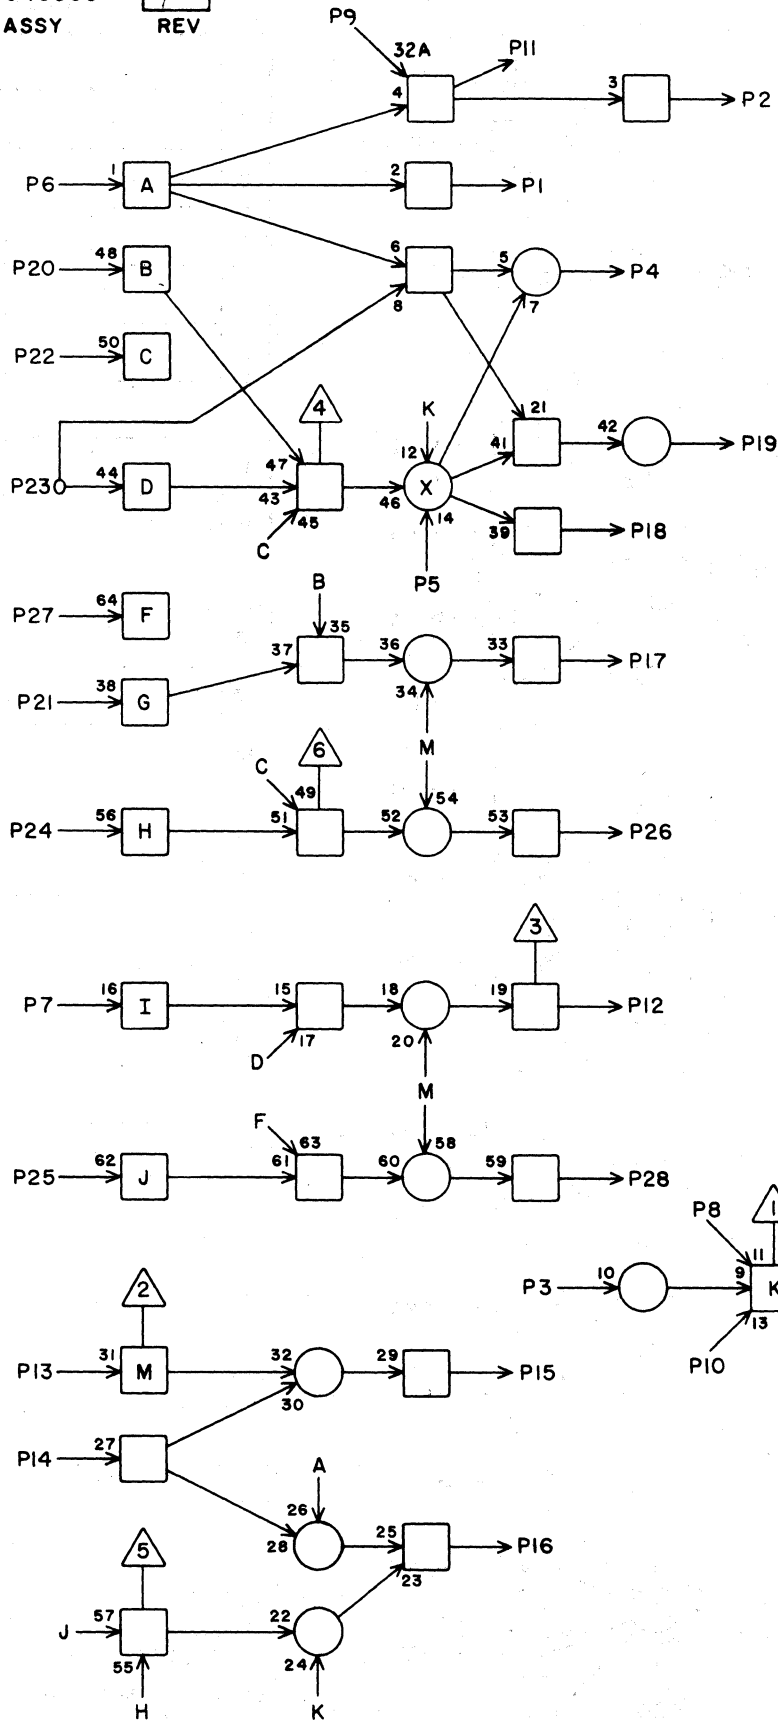 ASSY REV
P9
32A P11
4 3 P2
P6 1 A 2 P1
P20 48 B 6 5 P4
8 7
P22 50 C
4 K 21
47 12 41 42 P19
P23 44 D 43 46 X 14
45 39 P18
C P5
B
P27 64 F 35
37 36 33 P17
P21 38 G 34
6 M
C 49 54
P24 56 H 51 52 53 P26
3
P7 16 I 15 18 19 P12
17 20
D M
F 63 58
P25 62 J 61 60 59 P28
P8 1
11
P3 10 9 K
13
P10
2
P13 31 M 32 29 P15
30
P14 27
A
26
28 25 P16
5 23
J 57 22
55 24
H K